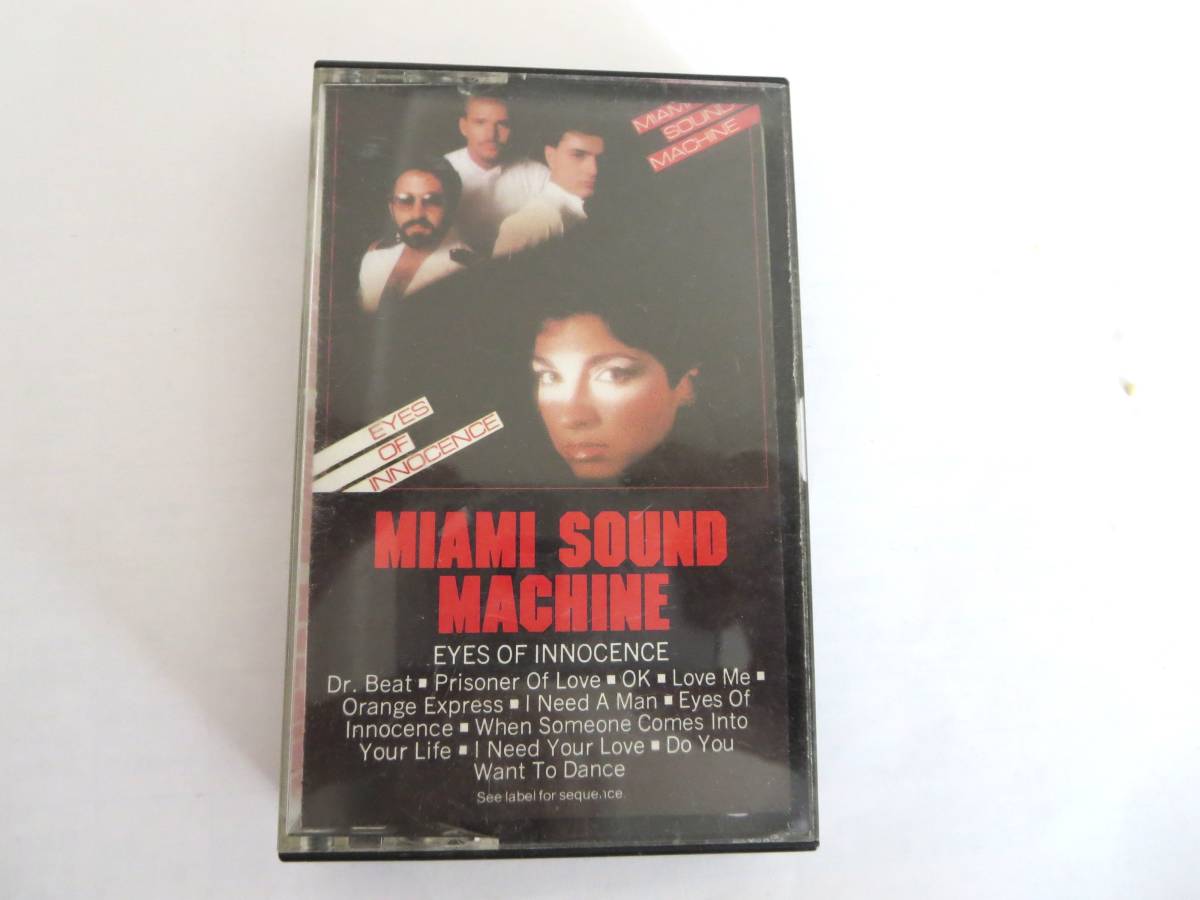 MIAMI
SOUND
MACHINE
EYES
OF
INNOCENCE
MIAMI SOUND
MACHINE
EYES OF INNOCENCE
Dr. Beat ▪ Prisoner Of Love ▪ OK ▪ Love Me ▪
Orange Express ▪ I Need A Man ▪ Eyes Of
Innocence ▪ When Someone Comes Into
Your Life ▪ I Need Your Love ▪ Do You
Want To Dance
See label for sequence.